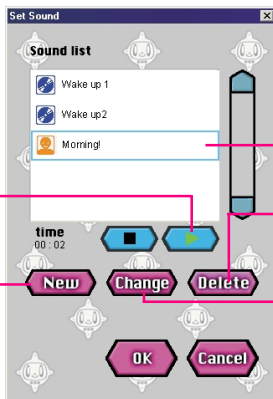 Set Sound
Sound list
Wake up 1
Wake up2
Morning!
time
00 : 02
New Change Delete
OK Cancel